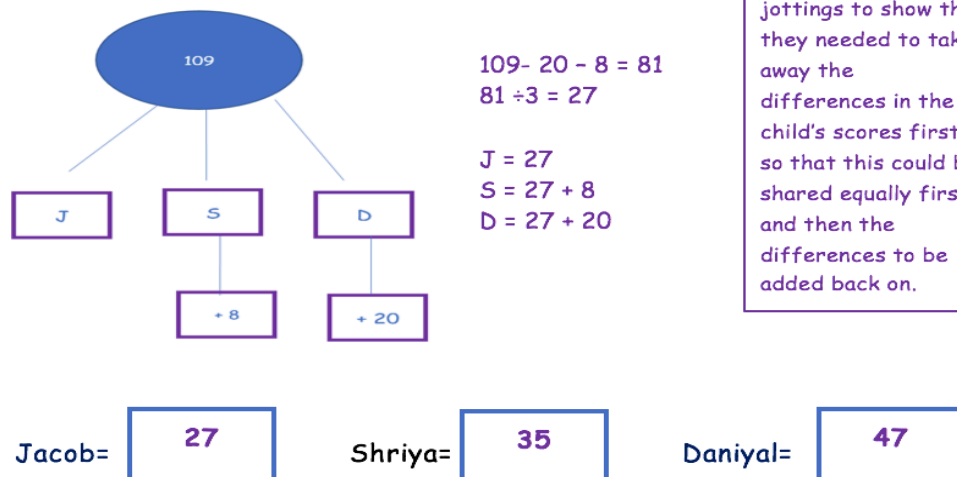 109
J
S
D
+ 8
+ 20
109- 20 – 8 = 81
81 ÷3 = 27
J = 27
S = 27 + 8
D = 27 + 20
jottings to show
they needed to
away the
differences in the
child's scores first
so that this could
shared equally
and then the
differences to be
added back on.
Jacob= 27 Shriya= 35 Daniyal= 47